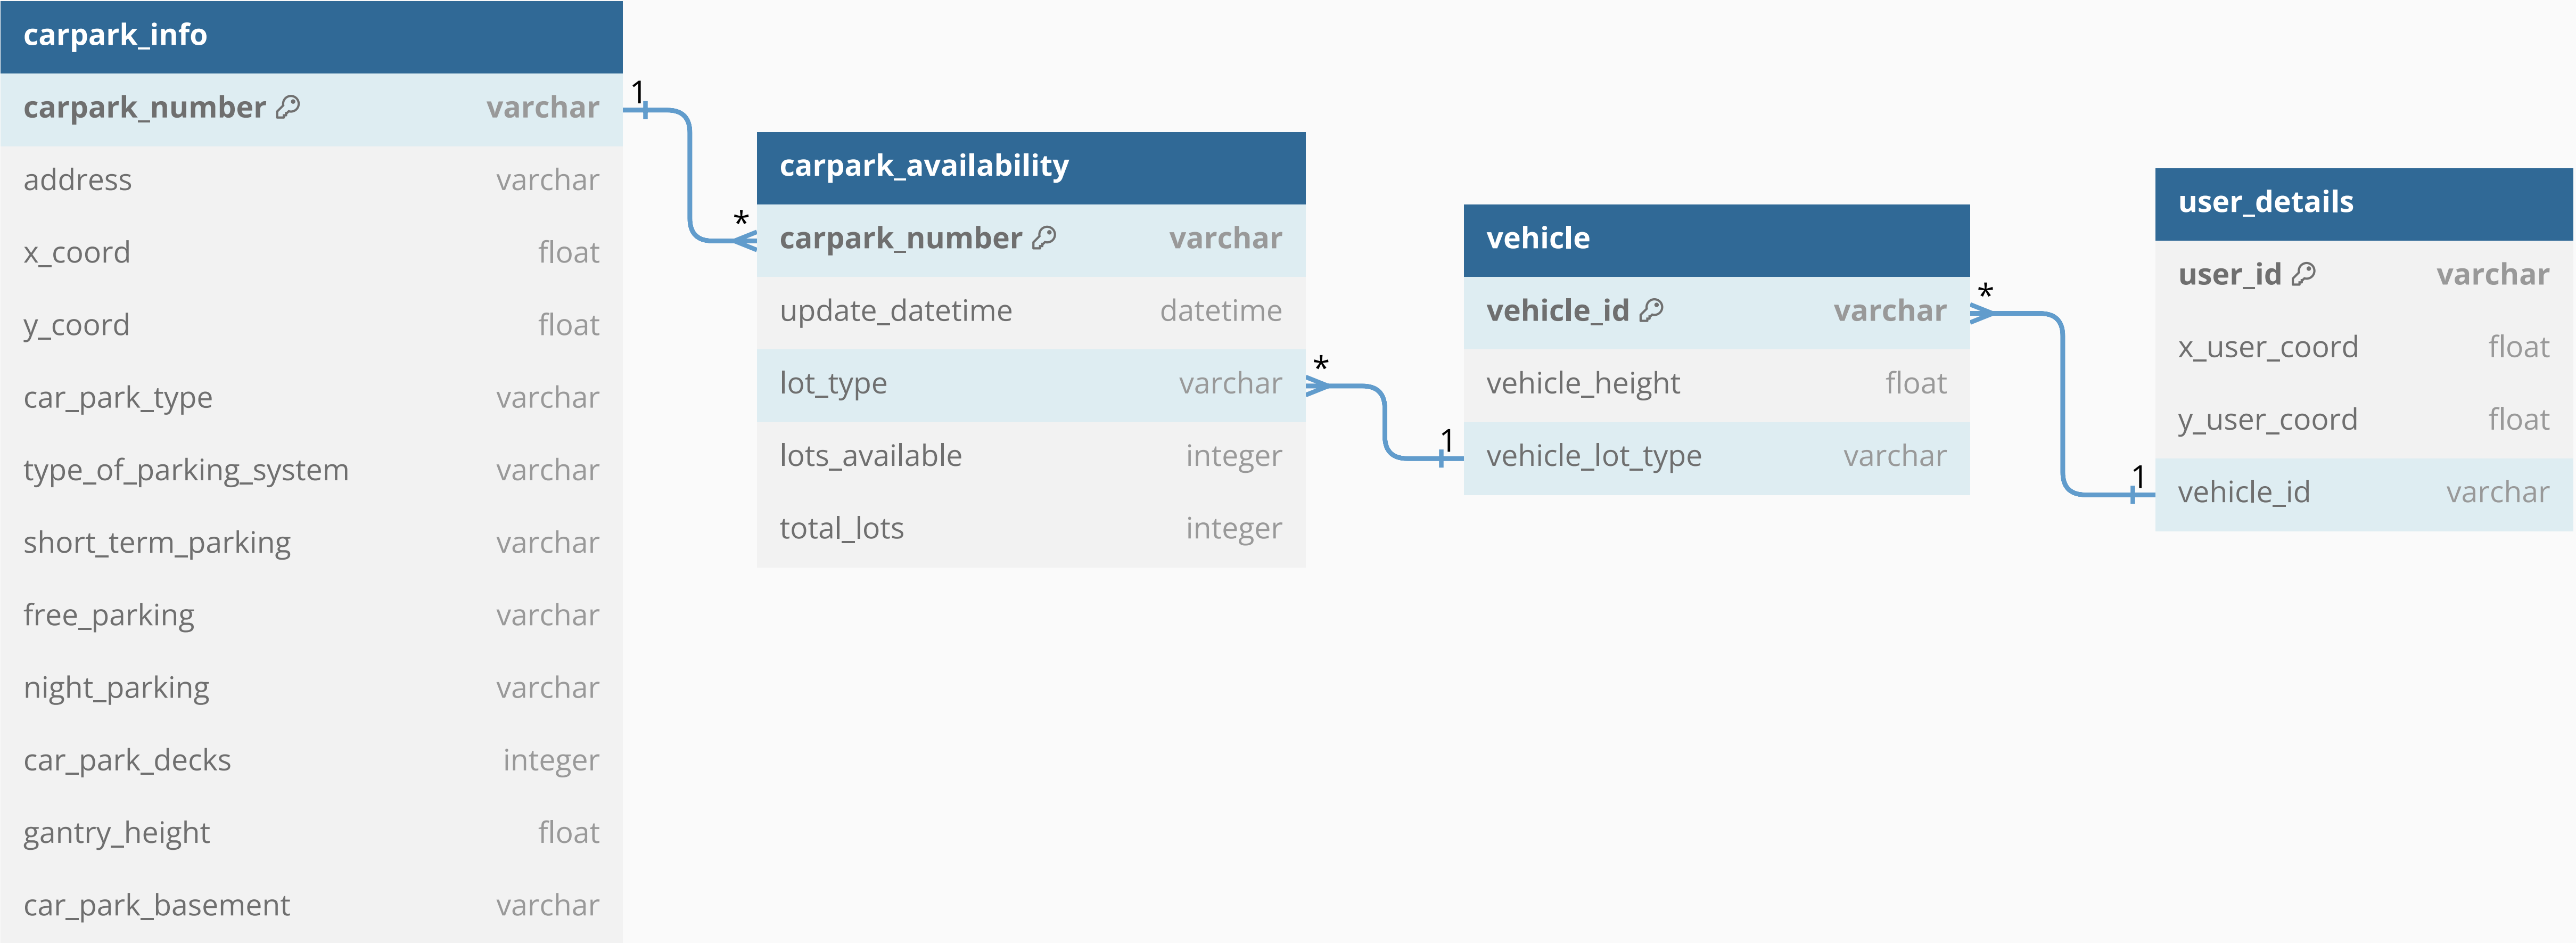 carpark_info
carpark_number varchar
address varchar
x_coord float
y_coord float
car_park_type varchar
type_of_parking_system varchar
short_term_parking varchar
free_parking varchar
night_parking varchar
car_park_decks integer
gantry_height float
car_park_basement varchar
1
*
carpark_availability
carpark_number varchar
update_datetime datetime
lot_type varchar
lots_available integer
total_lots integer
*
1
vehicle
vehicle_id varchar
vehicle_height float
vehicle_lot_type varchar
*
1
user_details
user_id varchar
x_user_coord float
y_user_coord float
vehicle_id varchar